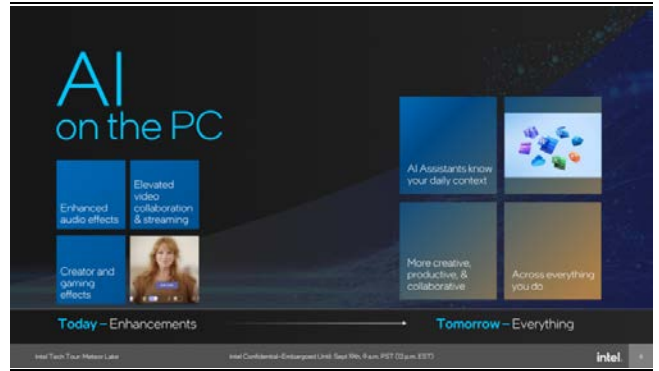 AI
on the PC
Enhanced
audio effects
Elevated
video
collaboration
& streaming
Creator and
gaming
effects
AI Assistants know
your daily context
More creative,
productive, &
collaborative
Across everything
you do
Today – Enhancements
Tomorrow – Everything
Intel Tech Tour: Meteor Lake
Intel Confidential–Embargoed Until: Sept 19th, 9 a.m. PST (12 p.m. EST)
intel.